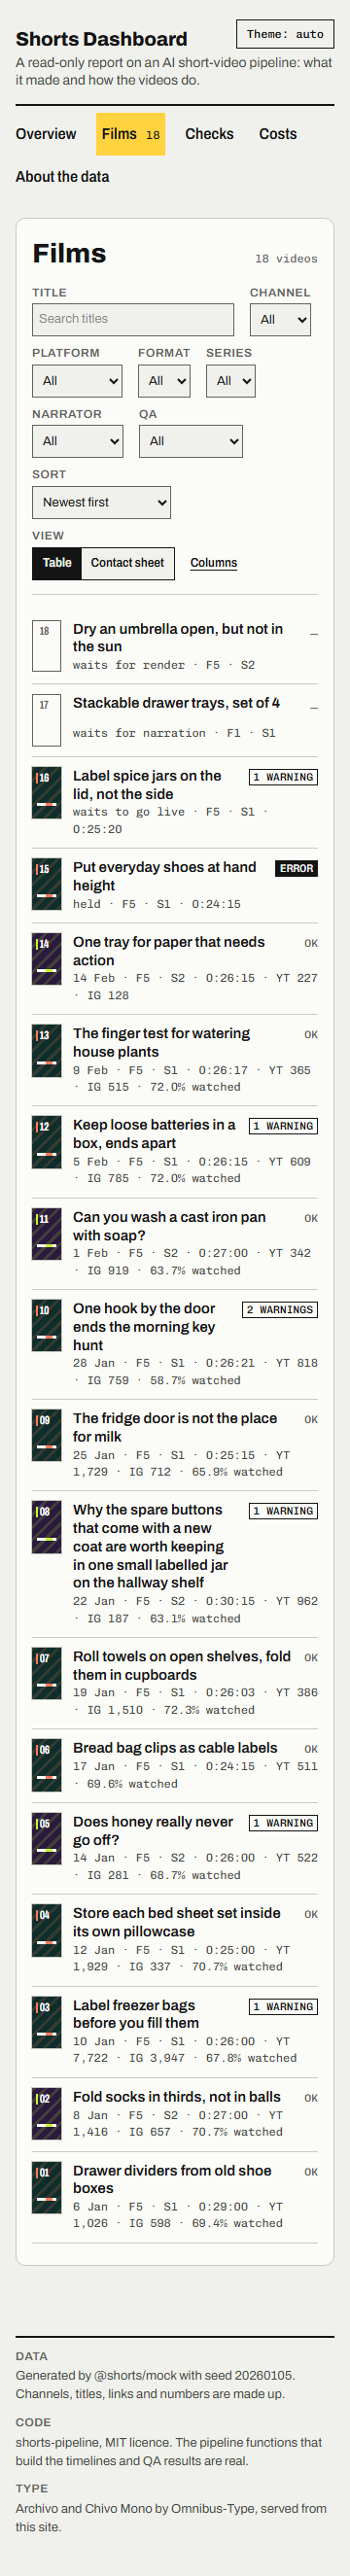 Shorts Dashboard
Theme: auto
A read-only report on an AI short-video pipeline: what
it made and how the videos do.
Overview
Films 18
Checks
Costs
About the data
Films
18 videos
TITLE
CHANNEL
Search titles
All
PLATFORM
FORMAT
SERIES
All
All
All
NARRATOR
QA
All
All
SORT
Newest first
VIEW
Table
Contact sheet
Columns
18
Dry an umbrella open, but not in
the sun
—
waits for render · F5 · S2
17
Stackable drawer trays, set of 4
—
waits for narration · F1 · S1
16
Label spice jars on the
lid, not the side
1 WARNING
waits to go live · F5 · S1 ·
0:25:20
15
Put everyday shoes at hand
height
ERROR
held · F5 · S1 · 0:24:15
14
One tray for paper that needs
action
OK
14 Feb · F5 · S2 · 0:26:15 · YT 227
· IG 128
13
The finger test for watering
house plants
OK
9 Feb · F5 · S1 · 0:26:17 · YT 365
· IG 515 · 72.0% watched
12
Keep loose batteries in a
box, ends apart
1 WARNING
5 Feb · F5 · S1 · 0:26:15 · YT 609
· IG 785 · 72.0% watched
11
Can you wash a cast iron pan
with soap?
OK
1 Feb · F5 · S2 · 0:27:00 · YT 342
· IG 919 · 63.7% watched
10
One hook by the door
ends the morning key
hunt
2 WARNINGS
28 Jan · F5 · S1 · 0:26:21 · YT 818
· IG 759 · 58.7% watched
09
The fridge door is not the place
for milk
OK
25 Jan · F5 · S1 · 0:25:15 · YT
1,729 · IG 712 · 65.9% watched
08
Why the spare buttons
that come with a new
coat are worth keeping
in one small labelled jar
on the hallway shelf
1 WARNING
22 Jan · F5 · S2 · 0:30:15 · YT 962
· IG 187 · 63.1% watched
07
Roll towels on open shelves, fold
them in cupboards
OK
19 Jan · F5 · S1 · 0:26:03 · YT 386
· IG 1,510 · 72.3% watched
06
Bread bag clips as cable labels
OK
17 Jan · F5 · S1 · 0:24:15 · YT 511
· 69.6% watched
05
Does honey really never
go off?
1 WARNING
14 Jan · F5 · S2 · 0:26:00 · YT 522
· IG 281 · 68.7% watched
04
Store each bed sheet set inside
its own pillowcase
OK
12 Jan · F5 · S1 · 0:25:00 · YT
1,929 · IG 337 · 70.7% watched
03
Label freezer bags
before you fill them
1 WARNING
10 Jan · F5 · S1 · 0:26:00 · YT
7,722 · IG 3,947 · 67.8% watched
02
Fold socks in thirds, not in balls
OK
8 Jan · F5 · S2 · 0:27:00 · YT
1,416 · IG 657 · 70.7% watched
01
Drawer dividers from old shoe
boxes
OK
6 Jan · F5 · S1 · 0:29:00 · YT
1,026 · IG 598 · 69.4% watched
DATA
Generated by @shorts/mock with seed 20260105.
Channels, titles, links and numbers are made up.
CODE
shorts-pipeline, MIT licence. The pipeline functions that
build the timelines and QA results are real.
TYPE
Archivo and Chivo Mono by Omnibus-Type, served from
this site.